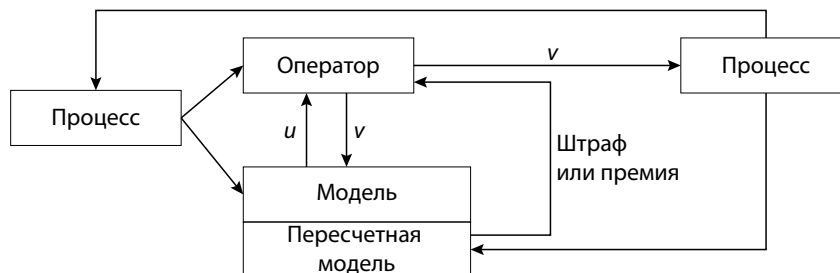 v
Оператор
Процесс
Процесс
u
v
Штраф
или премия
Модель
Пересчетная
модель